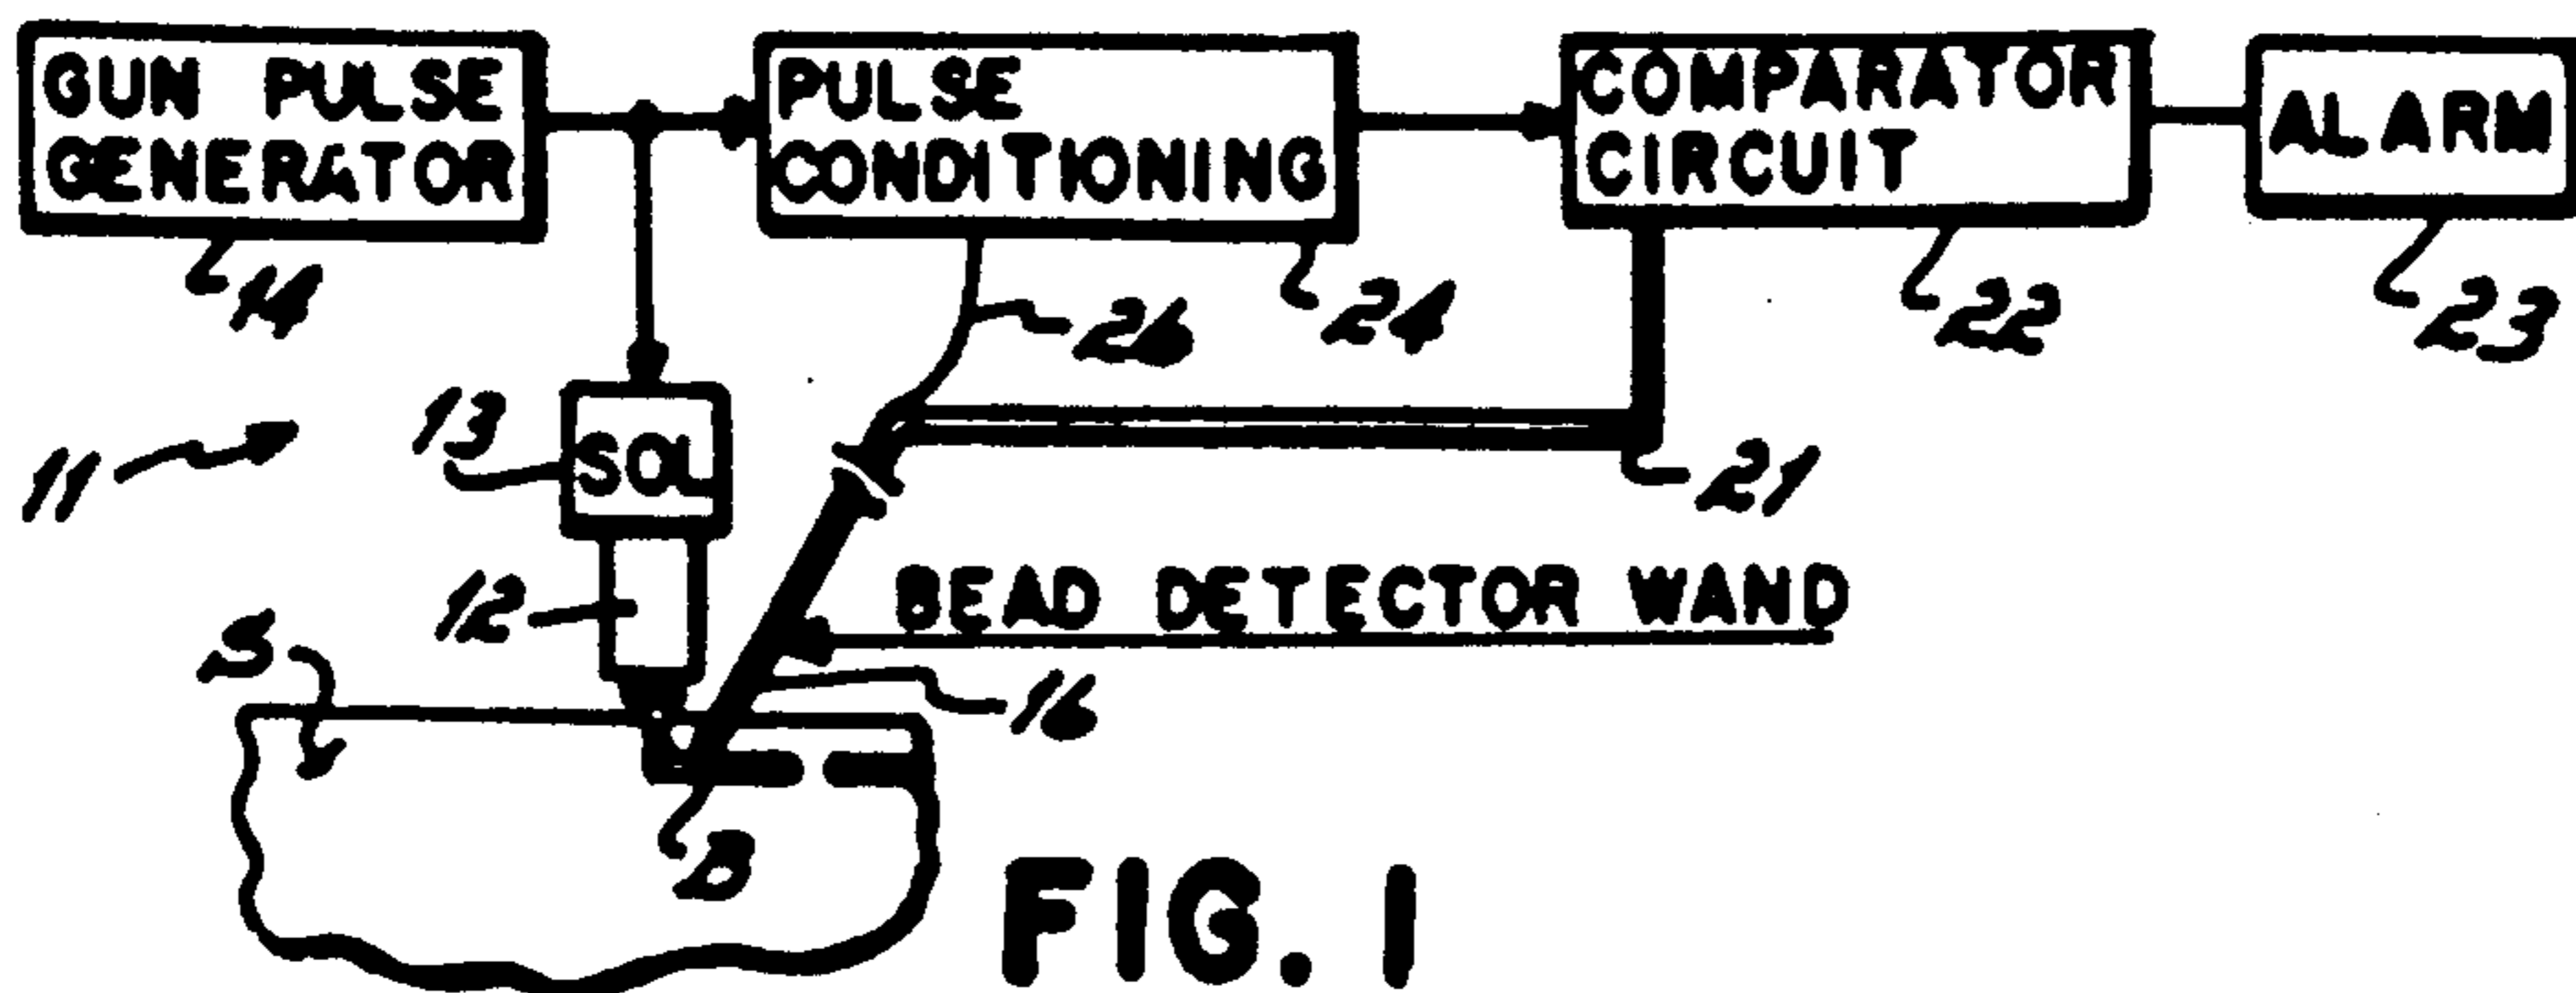 GUN PULSE
GENERATOR
PULSE
CONDITIONING
COMPARATOR
CIRCUIT
ALARM
14
26
24
22
23
11
13
SOL
21
12
BEAD DETECTOR WAND
S
16
B
FIG. 1